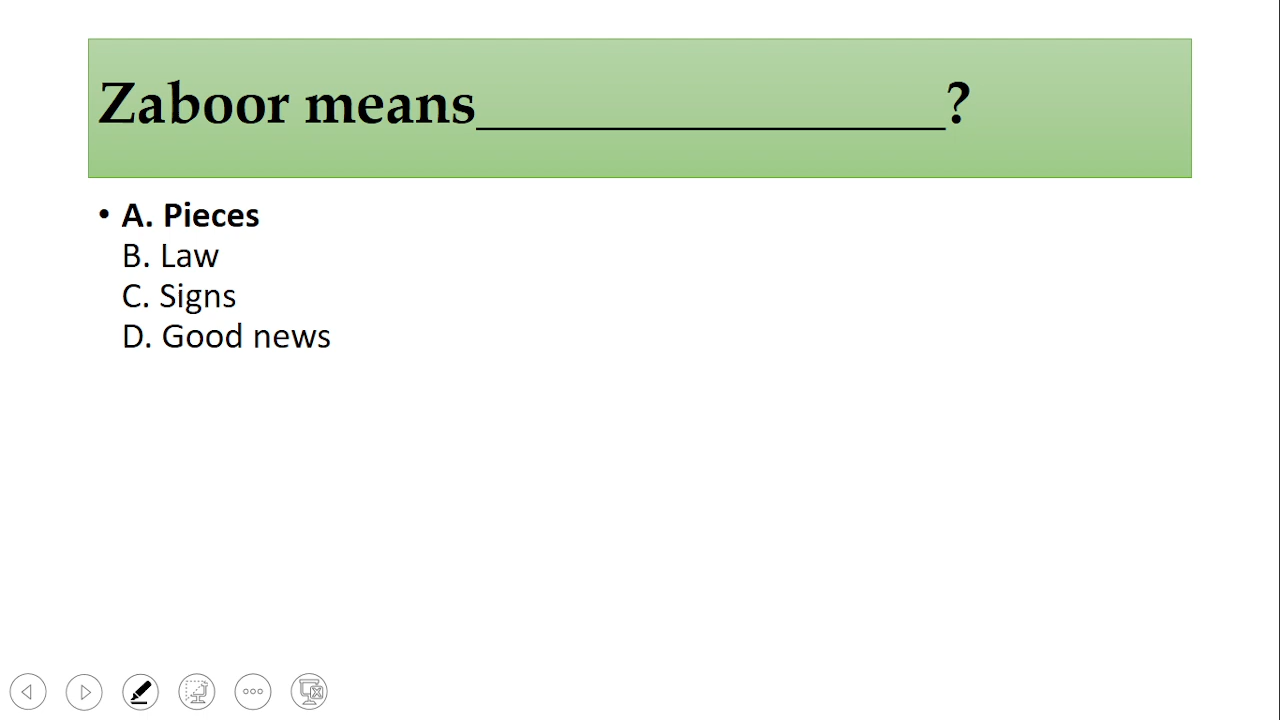 Zaboor means________________?
• A. Pieces
B. Law
C. Signs
D. Good news